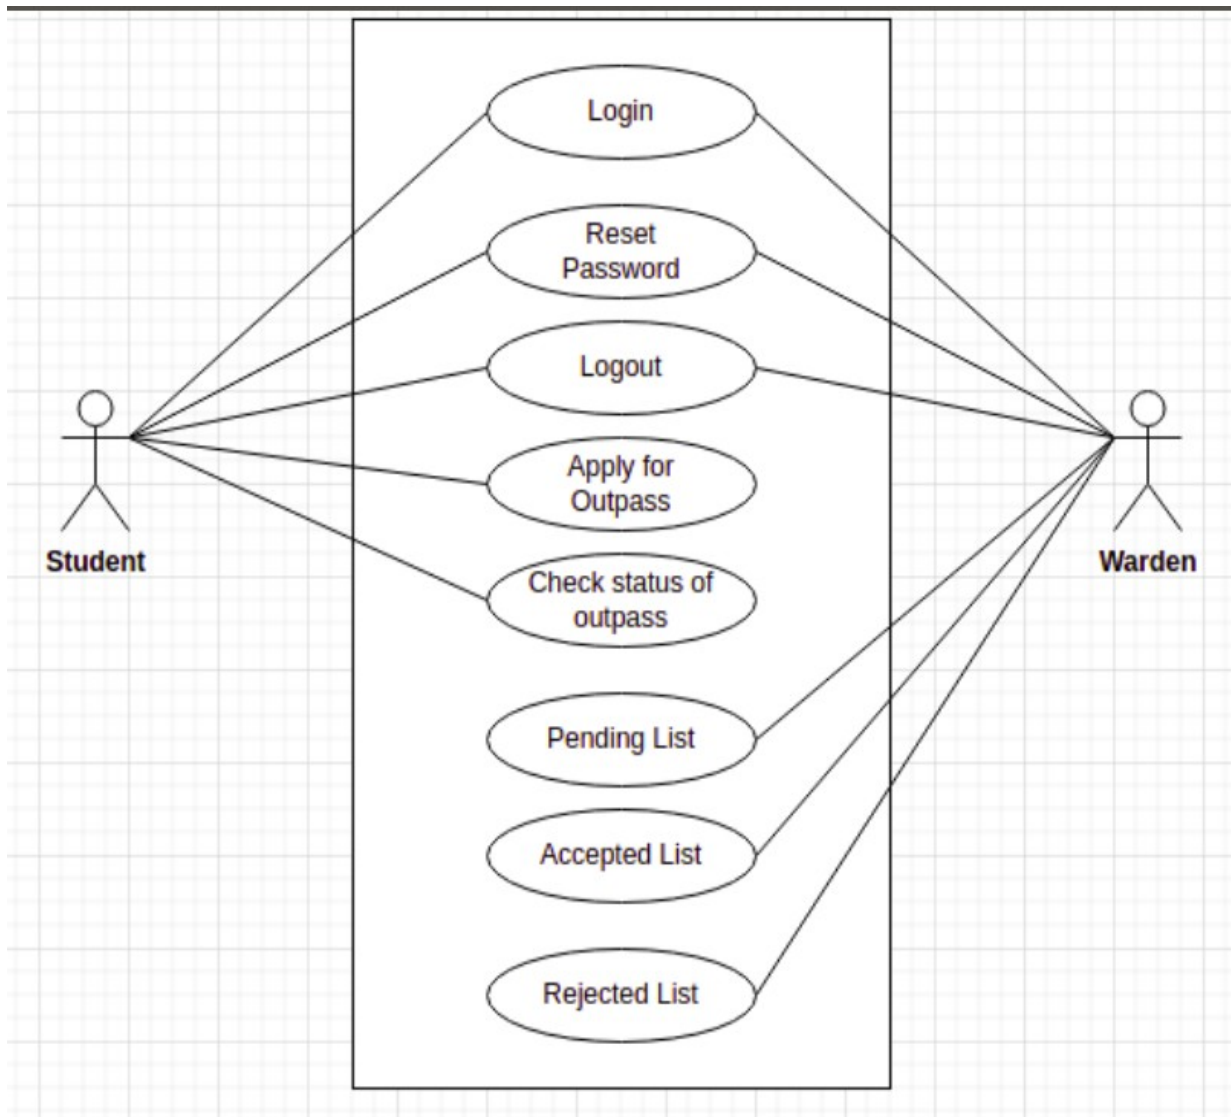 Login
Reset
Password
Logout
Apply for
Outpass
Student
Warden
Check status of
outpass
Pending List
Accepted List
Rejected List